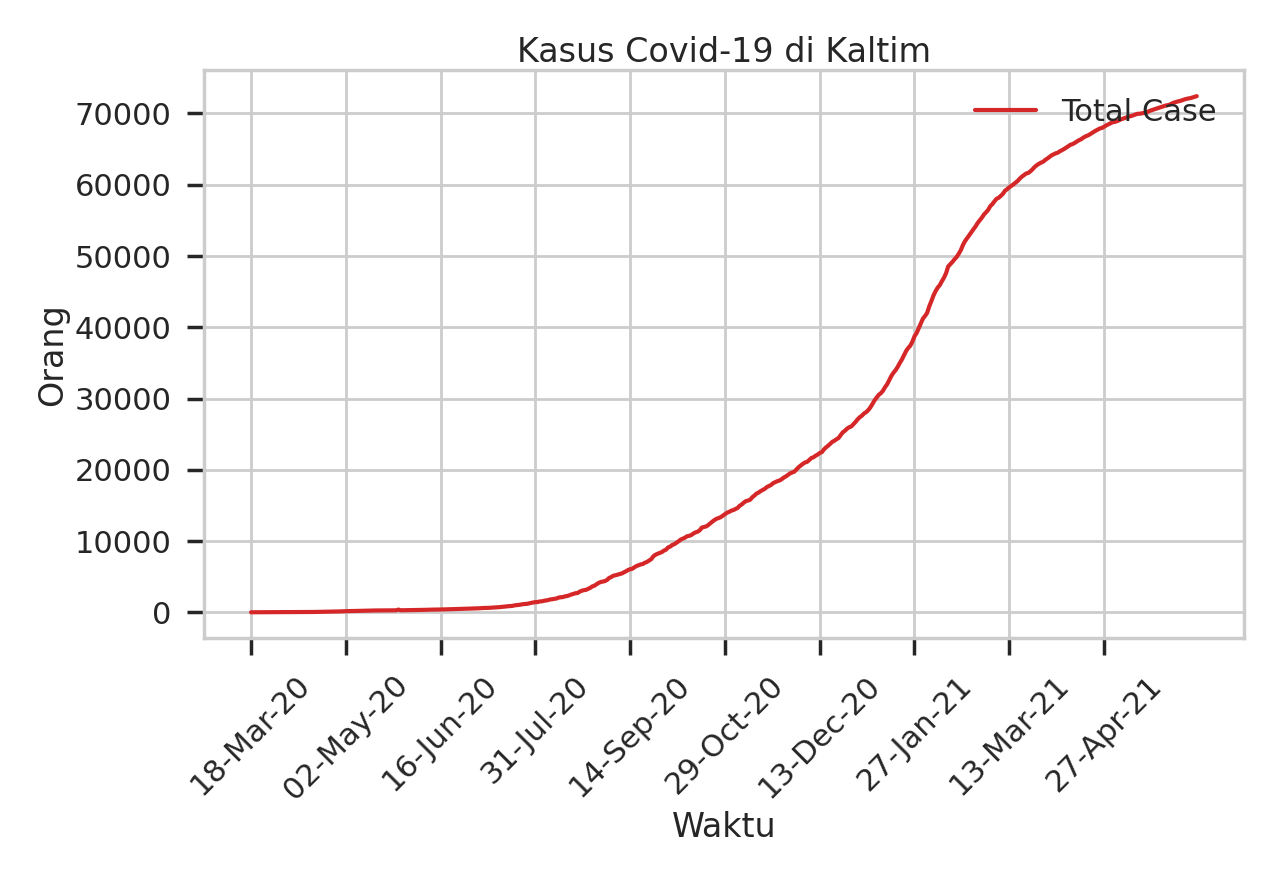 Kasus Covid-19 di Kaltim
Total Case
Orang
70000
60000
50000
40000
30000
20000
10000
0
18-Mar-20
02-May-20
16-Jun-20
31-Jul-20
14-Sep-20
29-Oct-20
13-Dec-20
27-Jan-21
13-Mar-21
27-Apr-21
Waktu